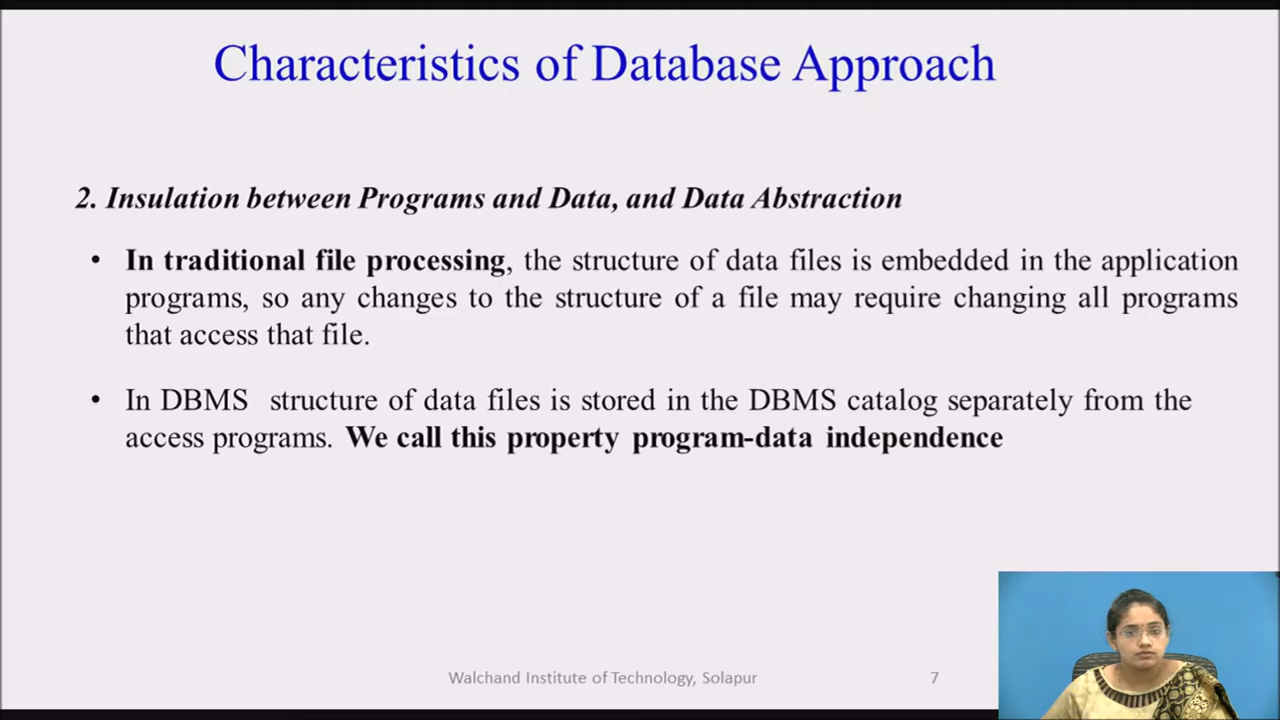 Characteristics of Database Approach
2. Insulation between Programs and Data, and Data Abstraction
• In traditional file processing, the structure of data files is embedded in the application
programs, so any changes to the structure of a file may require changing all programs
that access that file.
• In DBMS structure of data files is stored in the DBMS catalog separately from the
access programs. We call this property program-data independence
Walchand Institute of Technology, Solapur
7